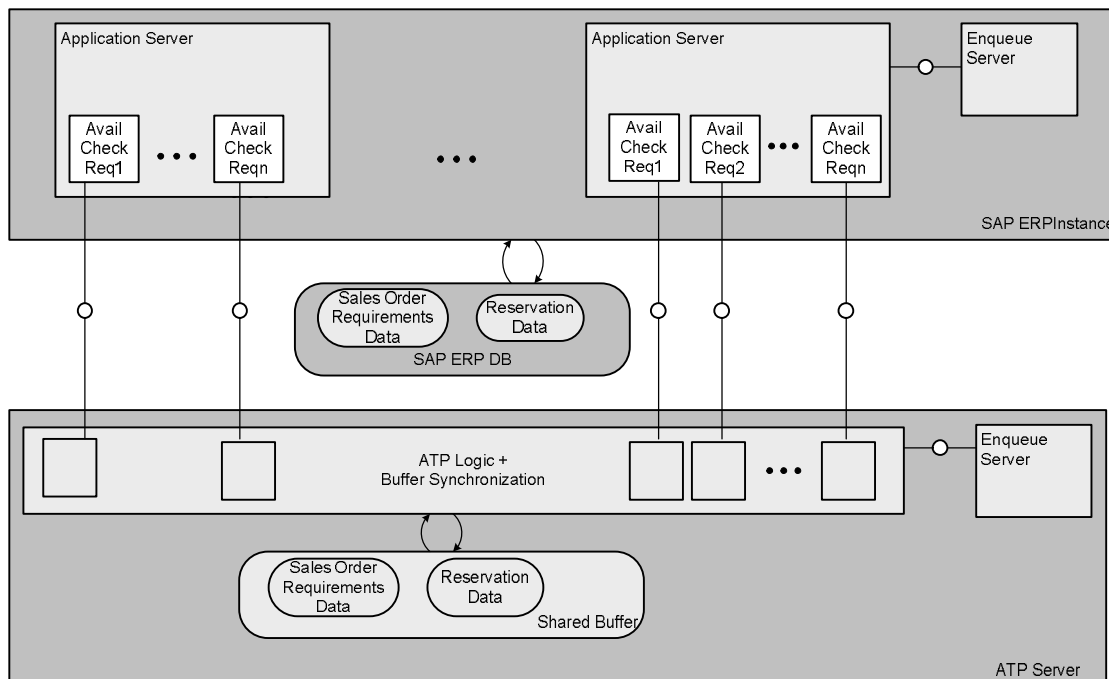 Application Server
Avail
Check
Req1
Avail
Check
Reqn
Application Server
Avail
Check
Req1
Avail
Check
Req2
Avail
Check
Reqn
Enqueue
Server
SAP ERPInstance
Sales Order
Requirements
Data
Reservation
Data
SAP ERP DB
ATP Logic +
Buffer Synchronization
Enqueue
Server
Sales Order
Requirements
Data
Reservation
Data
Shared Buffer
ATP Server